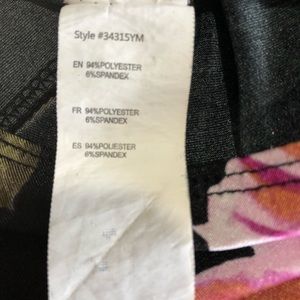 Style #34315YM
EN 94%POLYESTER
6%SPANDEX
FR 94%POLYESTER
6%SPANDEX
ES 94%POLIESTER
6%SPANDEX